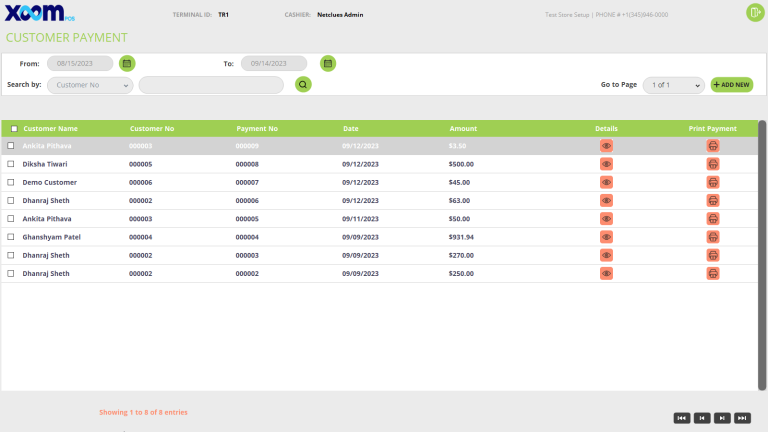 xoom POS TERMINAL ID: TR1 CASHIER: Netclues Admin Test Store Setup | PHONE # +1(345)946-0000
CUSTOMER PAYMENT
From: 08/15/2023 To: 09/14/2023
Search by: Customer No Go to Page 1 of 1 + ADD NEW
Customer Name Customer No Payment No Date Amount Details Print Payment
Ankita Pithava 000003 000009 09/12/2023 $3.58
Diksha Tiwari 000005 000008 09/12/2023 $500.00
Demo Customer 000006 000007 09/12/2023 $45.00
Dhanraj Sheth 000002 000006 09/12/2023 $63.00
Ankita Pithava 000003 000005 09/11/2023 $50.00
Ghanshyam Patel 000004 000004 09/09/2023 $931.94
Dhanraj Sheth 000002 000003 09/09/2023 $270.00
Dhanraj Sheth 000002 000002 09/09/2023 $250.00
Showing 1 to 8 of 8 entries